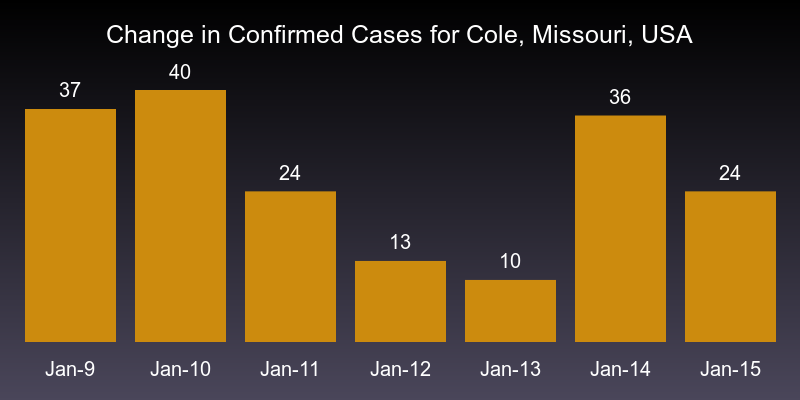 Change in Confirmed Cases for Cole, Missouri, USA
37
40
24
13
10
36
24
Jan-9
Jan-10
Jan-11
Jan-12
Jan-13
Jan-14
Jan-15